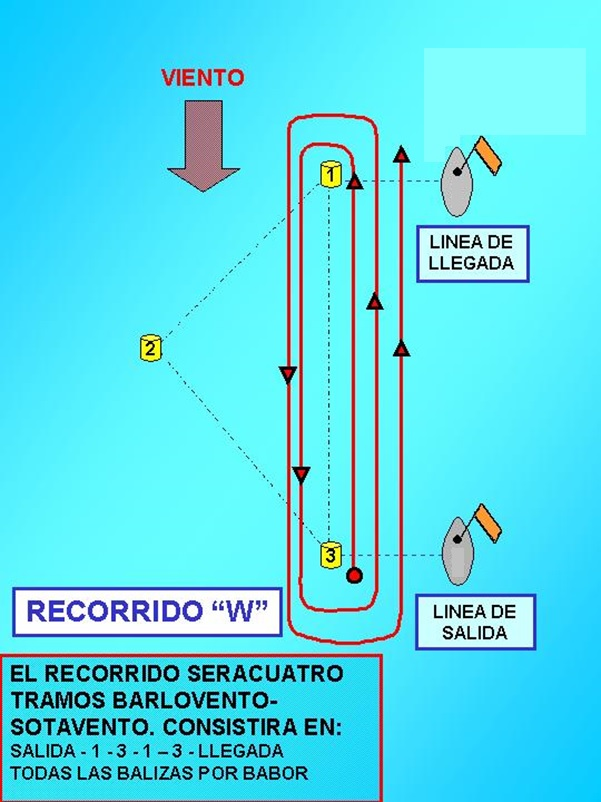 VIENTO
1
LINEA DE
LLEGADA
2
3
RECORRIDO “W”
LINEA DE
SALIDA
EL RECORRIDO SERACUATRO
TRAMOS BARLOVENTO-
SOTAVENTO. CONSISTIRA EN:
SALIDA - 1 - 3 - 1 – 3 - LLEGADA
TODAS LAS BALIZAS POR BABOR